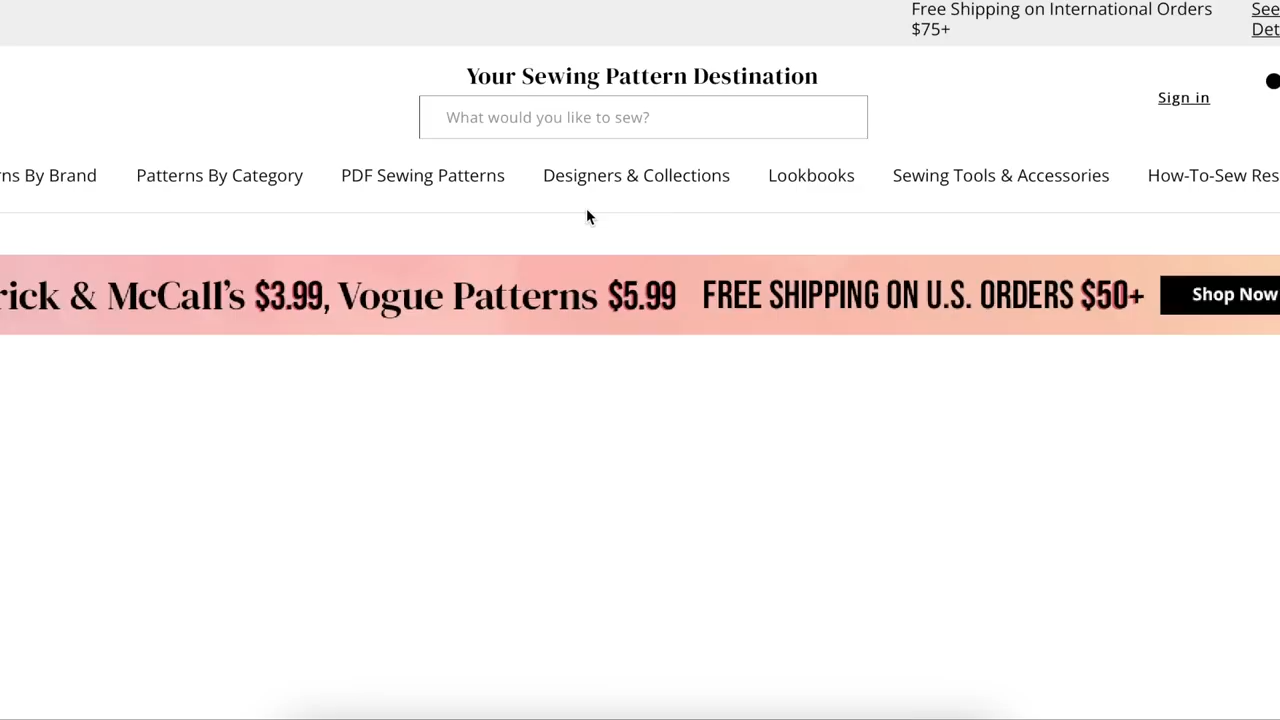 Free Shipping on International Orders See
$75+ Det
Your Sewing Pattern Destination
What would you like to sew?
Sign in
ns By Brand Patterns By Category PDF Sewing Patterns Designers & Collections Lookbooks Sewing Tools & Accessories How-To-Sew Res
rick & McCall's $3.99, Vogue Patterns $5.99 FREE SHIPPING ON U.S. ORDERS $50+ Shop Now